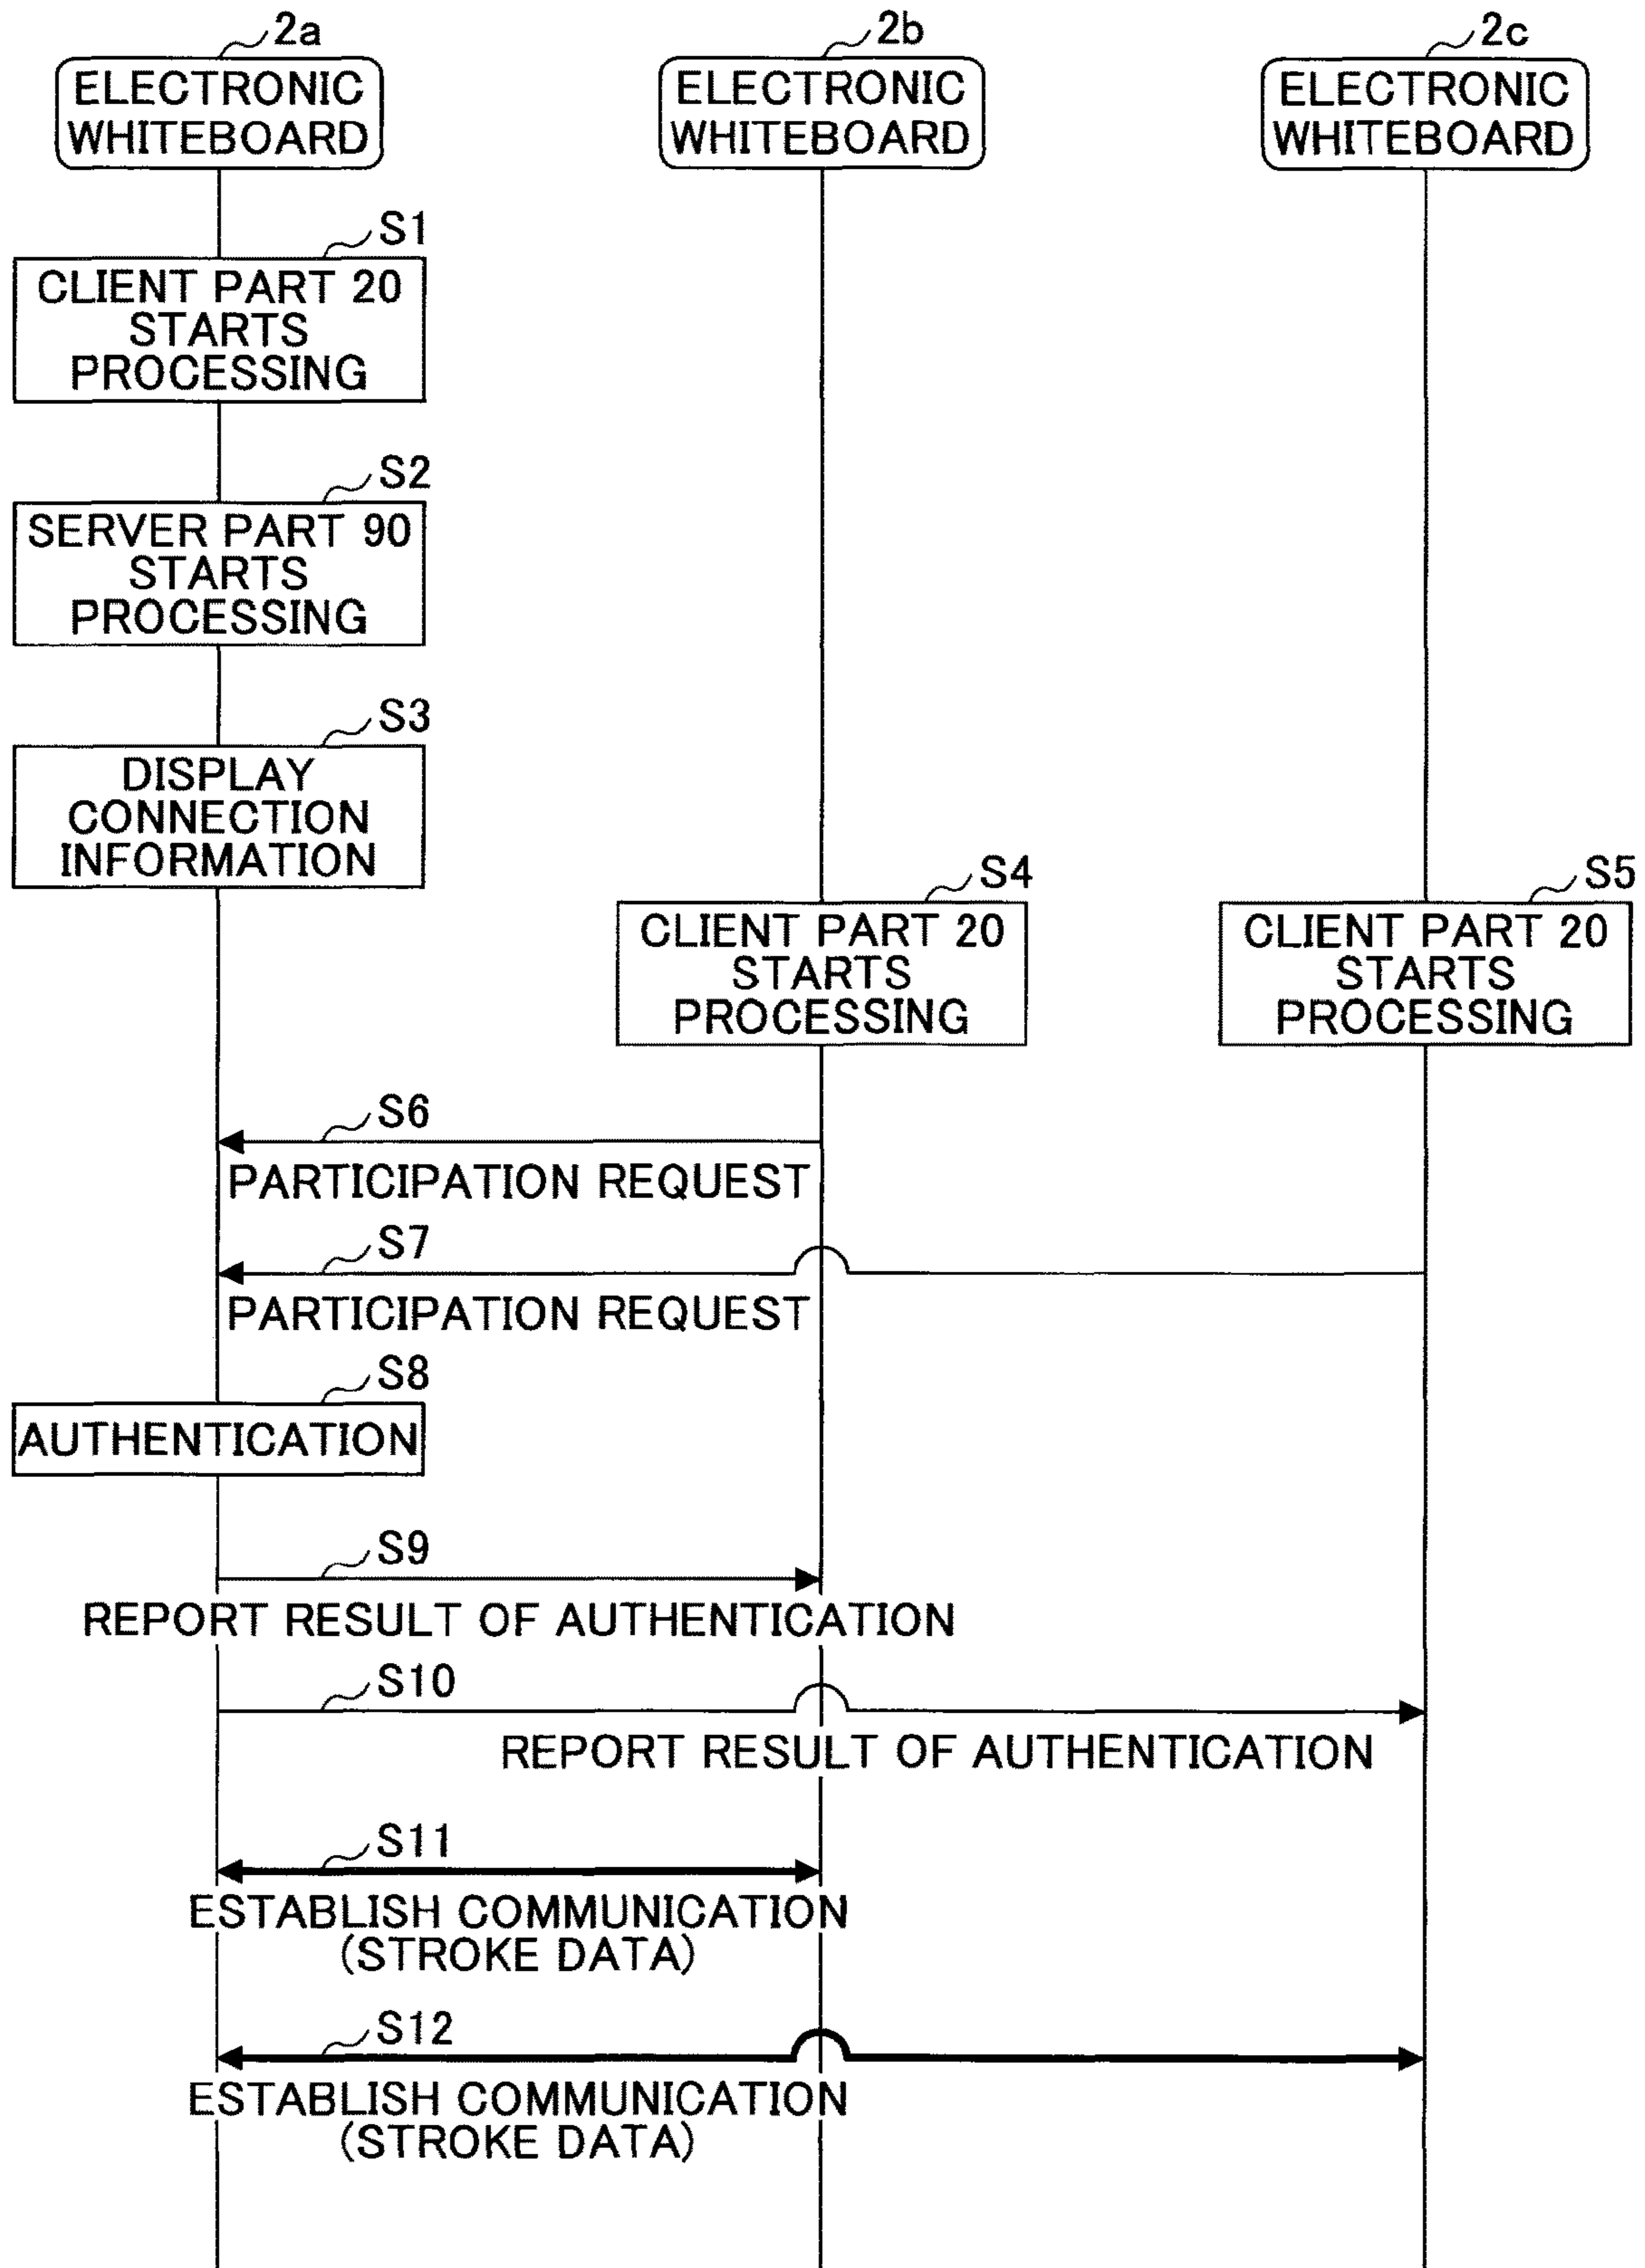 2a
2b
2c
ELECTRONIC
WHITEBOARD
ELECTRONIC
WHITEBOARD
ELECTRONIC
WHITEBOARD
S1
CLIENT PART 20
STARTS
PROCESSING
S2
SERVER PART 90
STARTS
PROCESSING
S3
DISPLAY
CONNECTION
INFORMATION
S4
CLIENT PART 20
STARTS
PROCESSING
S5
CLIENT PART 20
STARTS
PROCESSING
S6
PARTICIPATION REQUEST
S7
PARTICIPATION REQUEST
S8
AUTHENTICATION
S9
REPORT RESULT OF AUTHENTICATION
S10
REPORT RESULT OF AUTHENTICATION
S11
ESTABLISH COMMUNICATION
(STROKE DATA)
S12
ESTABLISH COMMUNICATION
(STROKE DATA)